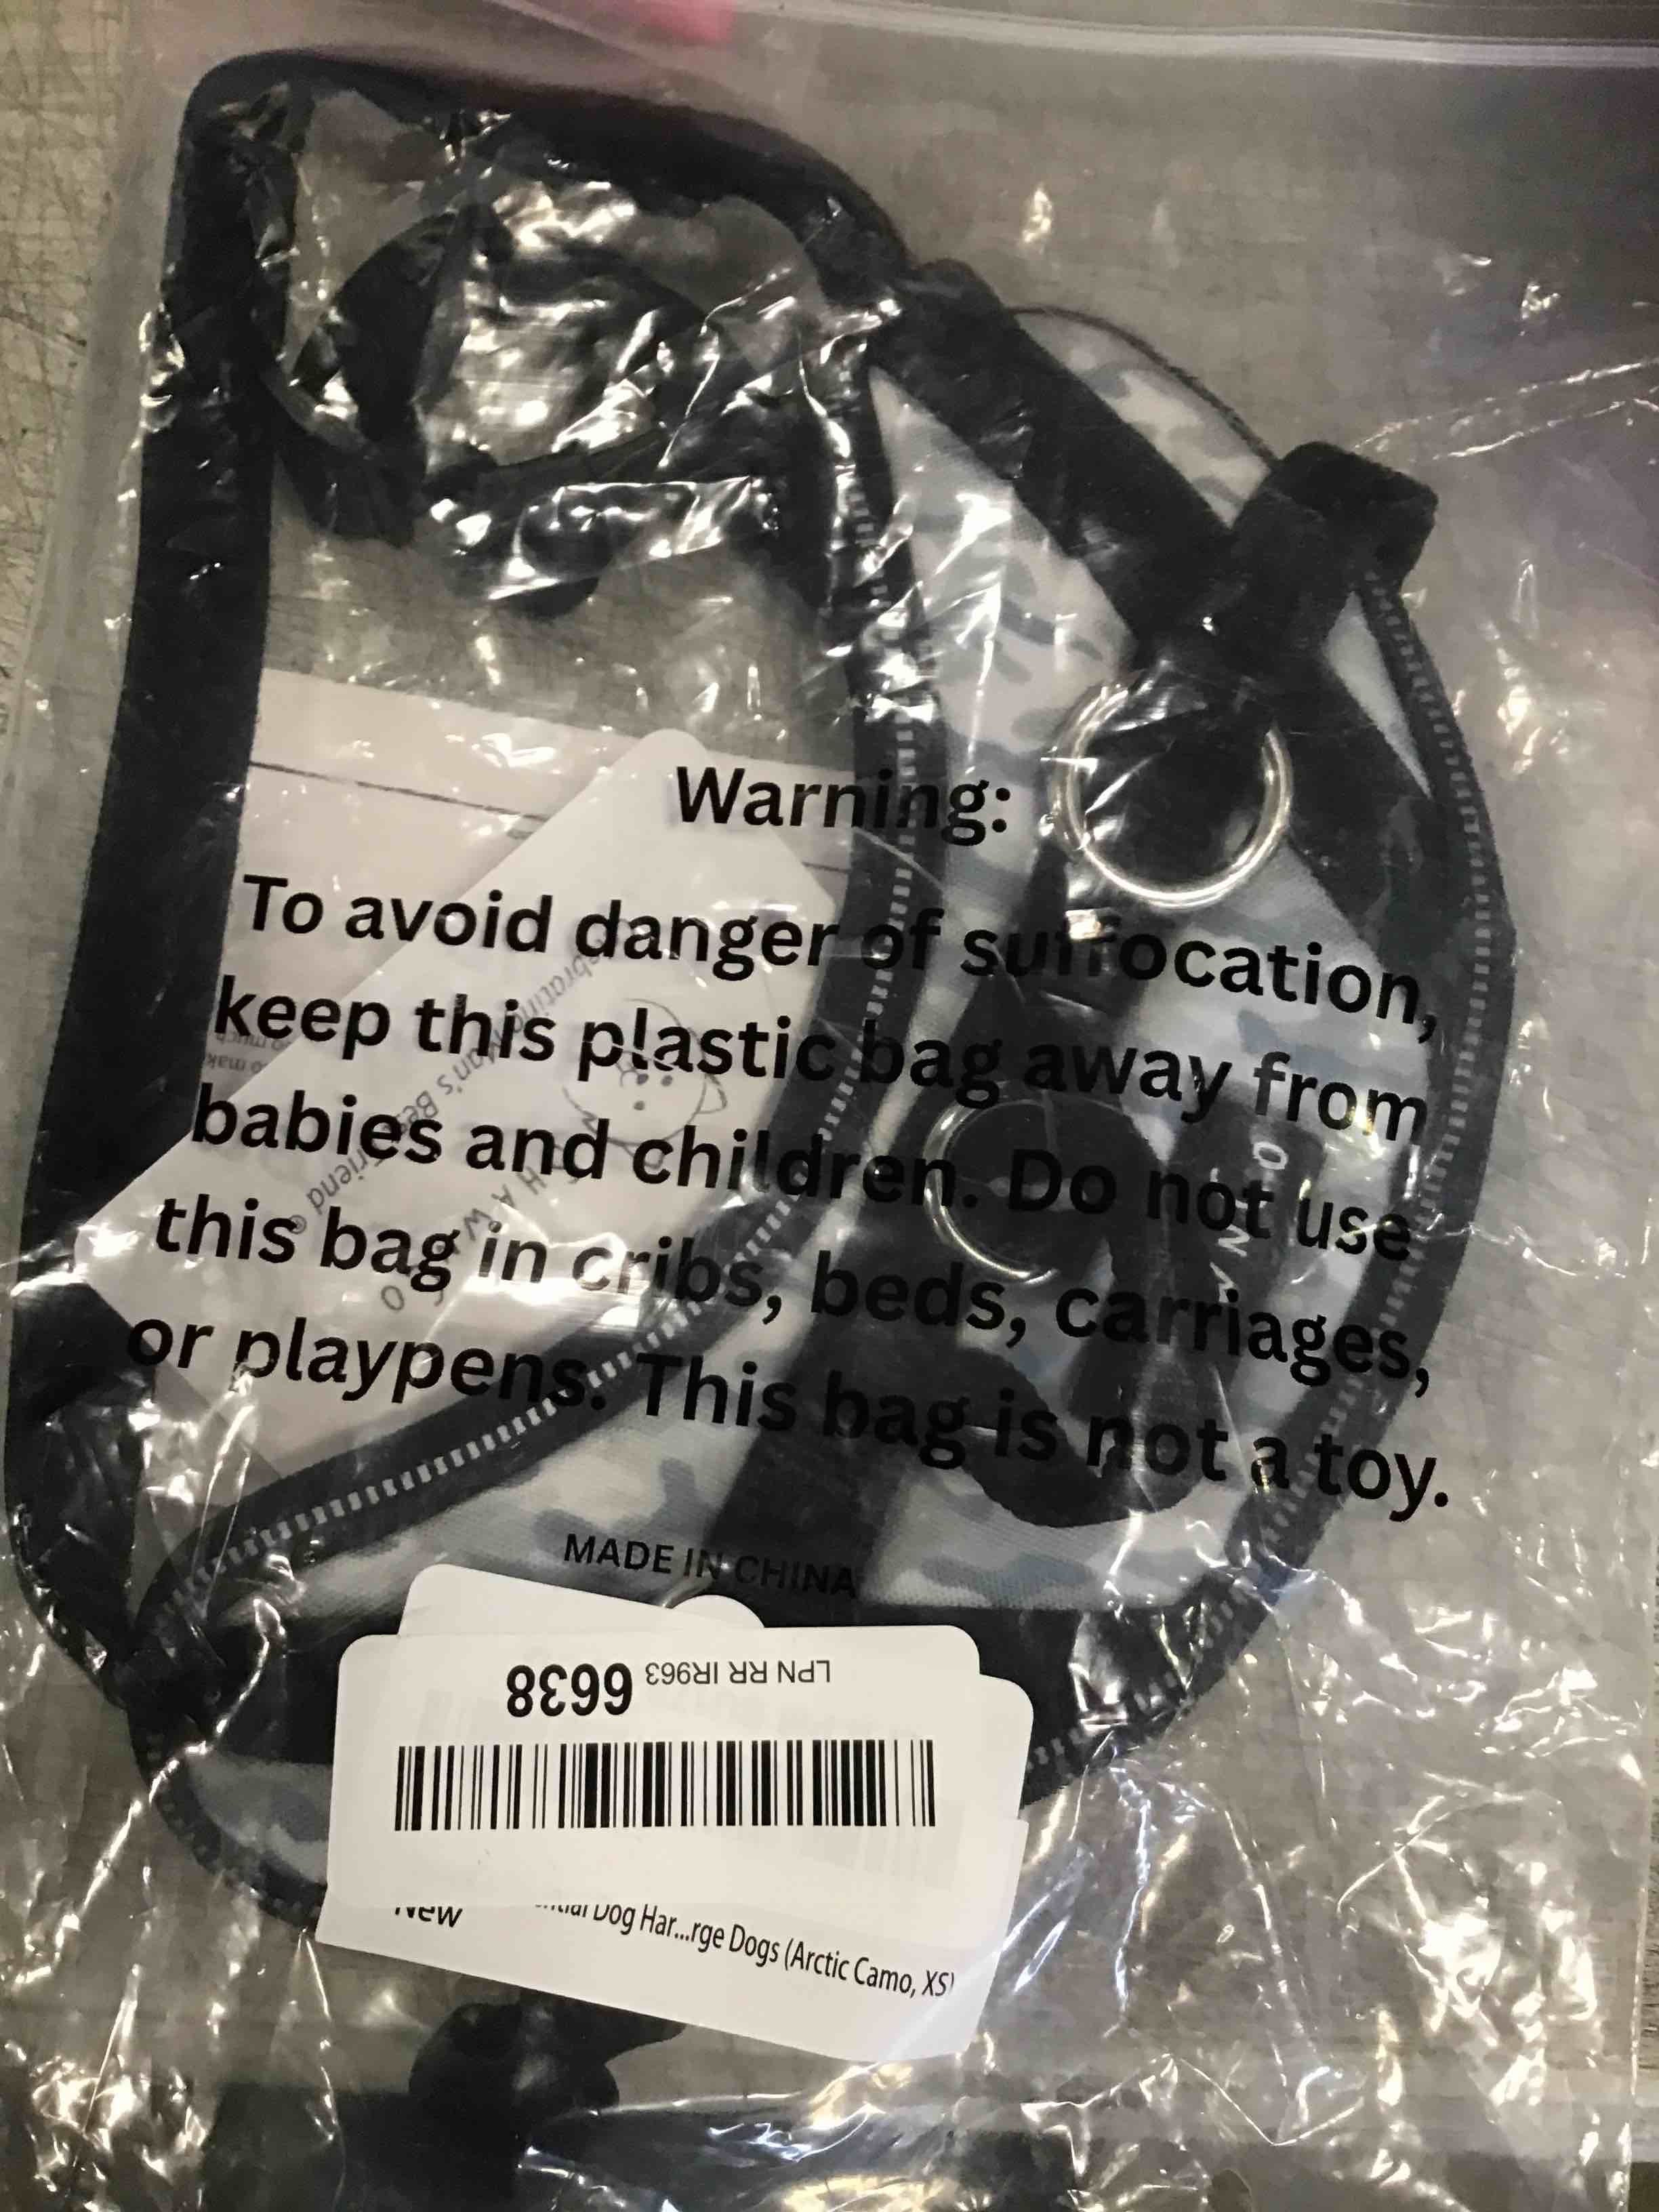 Warning:
To avoid danger of suffocation,
keep this plastic bag away from
babies and children. Do not use
this bag in cribs, beds, carriages,
or playpens. This bag is not a toy.
MADE IN CHINA
LPN RR IR963 6638
New
Dog Har...rge Dogs (Arctic Camo, XS)
Man's